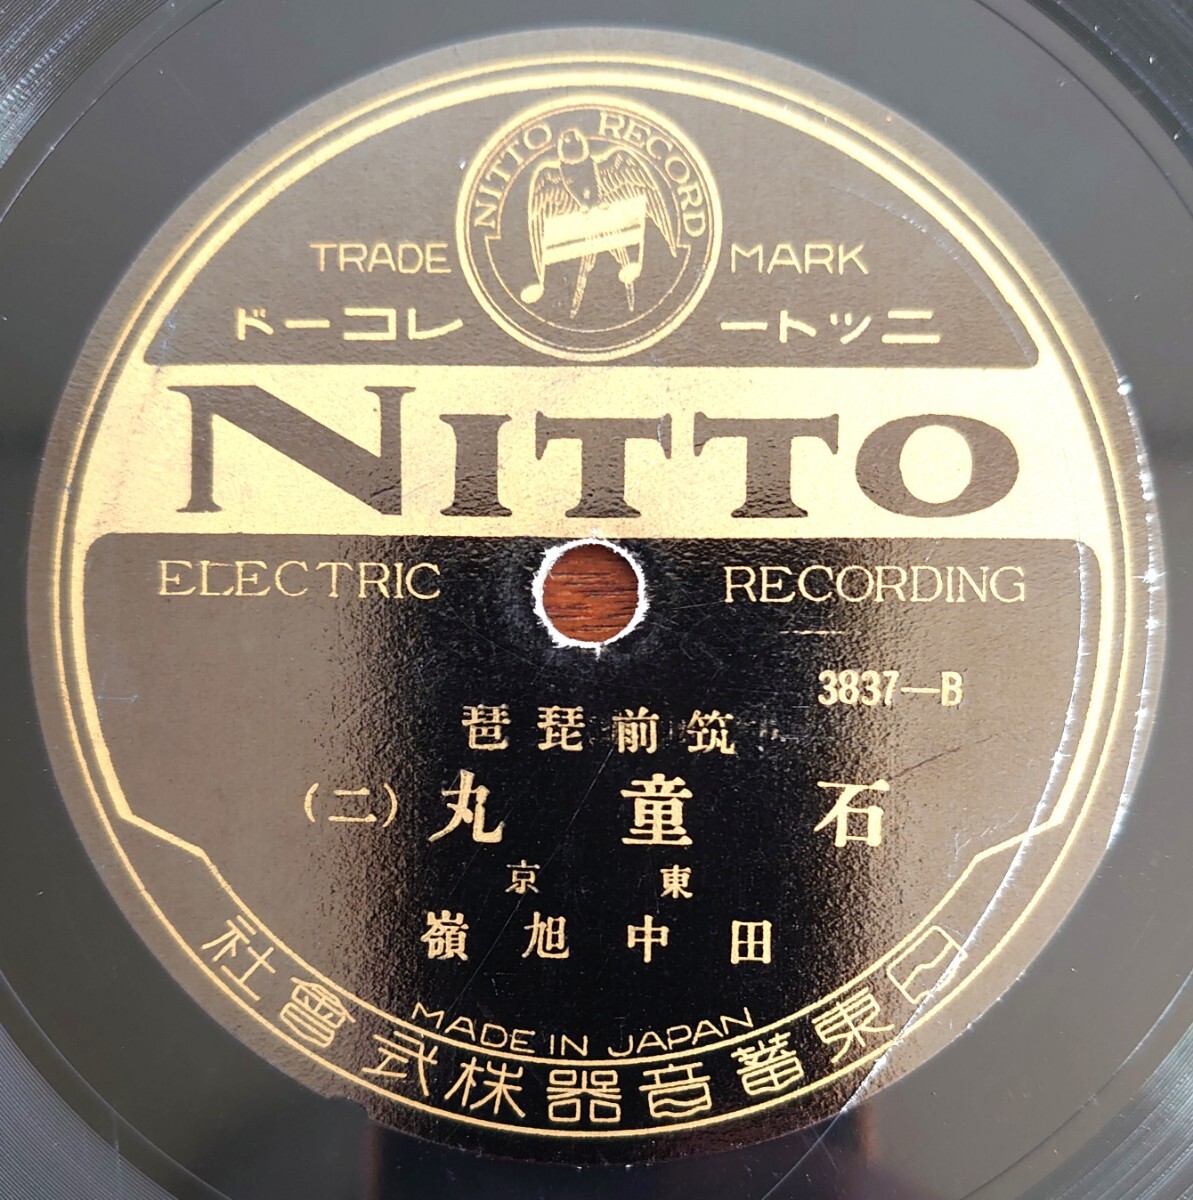 NITTO RECORD
TRADE MARK
ニットー レコード
NITTO
ELECTRIC RECORDING
3837-B
筑前琵琶
石童丸(二)
東京
田中旭嶺
MADE IN JAPAN
日東蓄音器株式會社